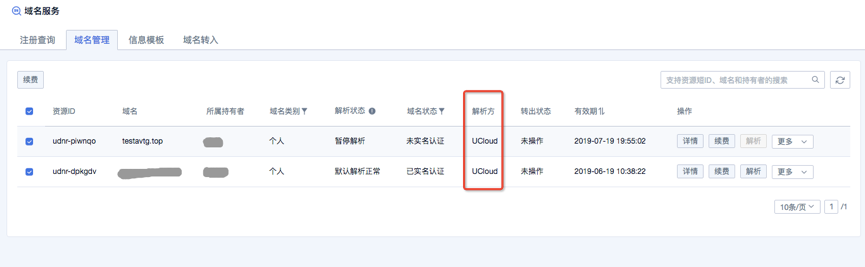 域名服务
注册查询 域名管理 信息模板 域名转入
续费 支持资源短ID、域名和持有者的搜索
资源ID 域名 所属持有者 域名类别 解析状态 域名状态 解析方 转出状态 有效期 操作
udnr-piwnqo testavtg.top 个人 暂停解析 未实名认证 UCloud 未操作 2019-07-19 19:55:02 详情 续费 解析 更多
udnr-dpkgdv 个人 默认解析正常 已实名认证 UCloud 未操作 2019-06-19 10:38:22 详情 续费 解析 更多
10条/页 1 /1